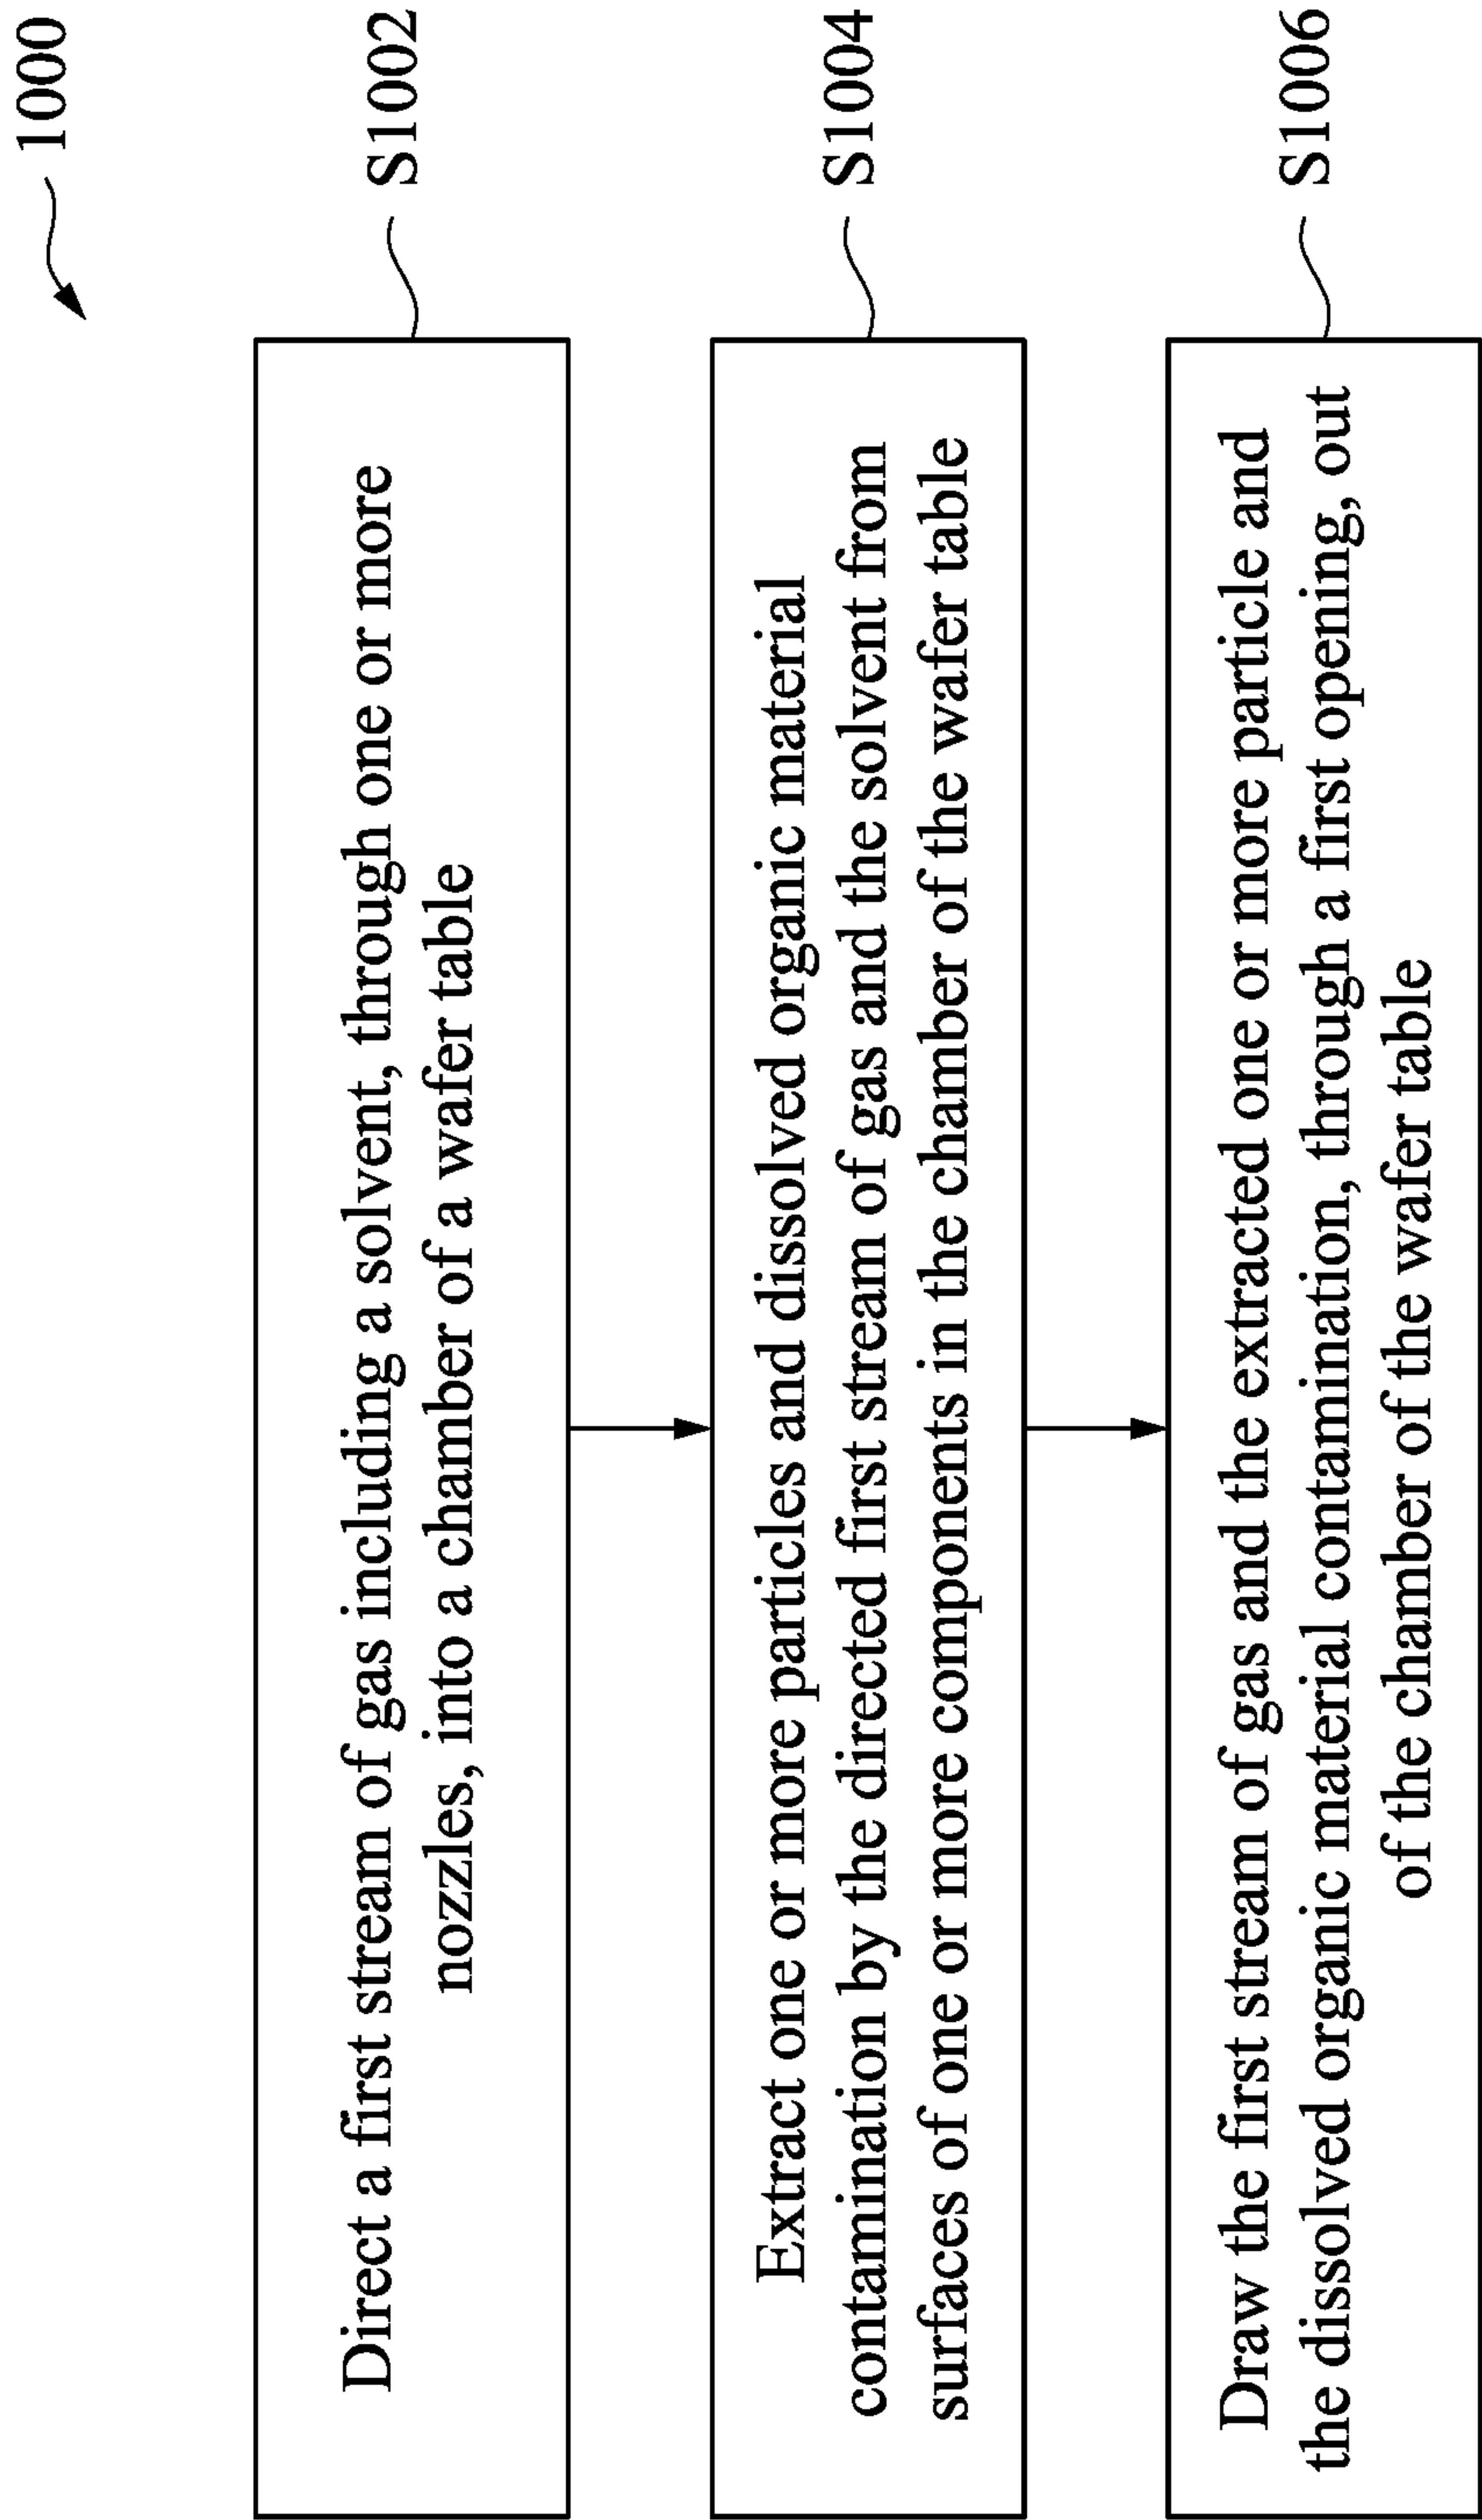 1000
Direct a first stream of gas including a solvent, through one or more
nozzles, into a chamber of a wafer table
S1002
Extract one or more particles and dissolved organic material
contamination by the directed first stream of gas and the solvent from
surfaces of one or more components in the chamber of the wafer table
S1004
Draw the first stream of gas and the extracted one or more particle and
the dissolved organic material contamination, through a first opening, out
of the chamber of the wafer table
S1006